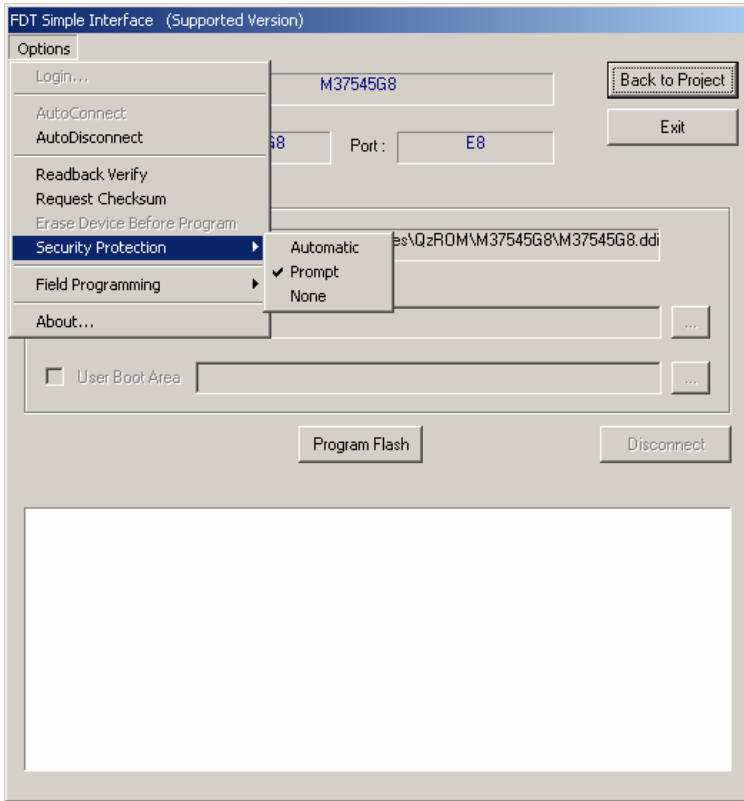 FDT Simple Interface (Supported Version)
Options
Login...
M37545G8
Back to Project
AutoConnect
Exit
AutoDisconnect
G8
Port :
E8
Readback Verify
Request Checksum
Erase Device Before Program
es\QzROM\M37545G8\M37545G8.ddi
Security Protection
Automatic
Prompt
None
Field Programming
About...
...
User Boot Area
...
Program Flash
Disconnect